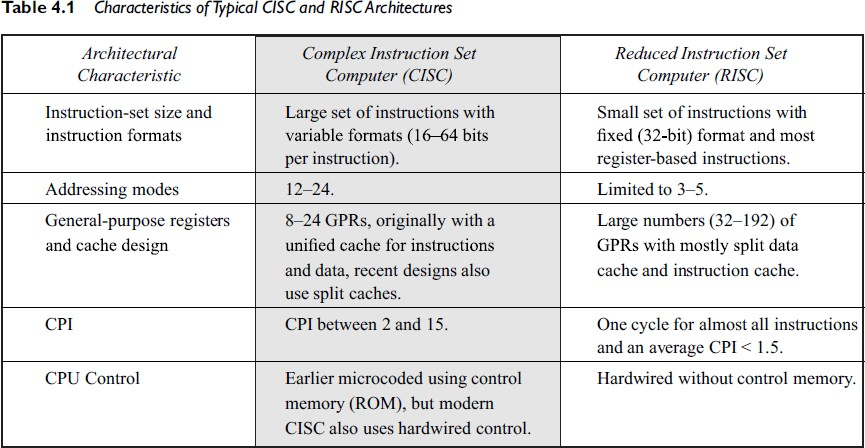 Table 4.1 Characteristics of Typical CISC and RISC Architectures
Architectural
Characteristic
Complex Instruction Set
Computer (CISC)
Reduced Instruction Set
Computer (RISC)
Instruction-set size and
instruction formats
Large set of instructions with
variable formats (16–64 bits
per instruction).
Small set of instructions with
fixed (32-bit) format and most
register-based instructions.
Addressing modes
12–24.
Limited to 3–5.
General-purpose registers
and cache design
8–24 GPRs, originally with a
unified cache for instructions
and data, recent designs also
use split caches.
Large numbers (32–192) of
GPRs with mostly split data
cache and instruction cache.
CPI
CPI between 2 and 15.
One cycle for almost all instructions
and an average CPI < 1.5.
CPU Control
Earlier microcoded using control
memory (ROM), but modern
CISC also uses hardwired control.
Hardwired without control memory.